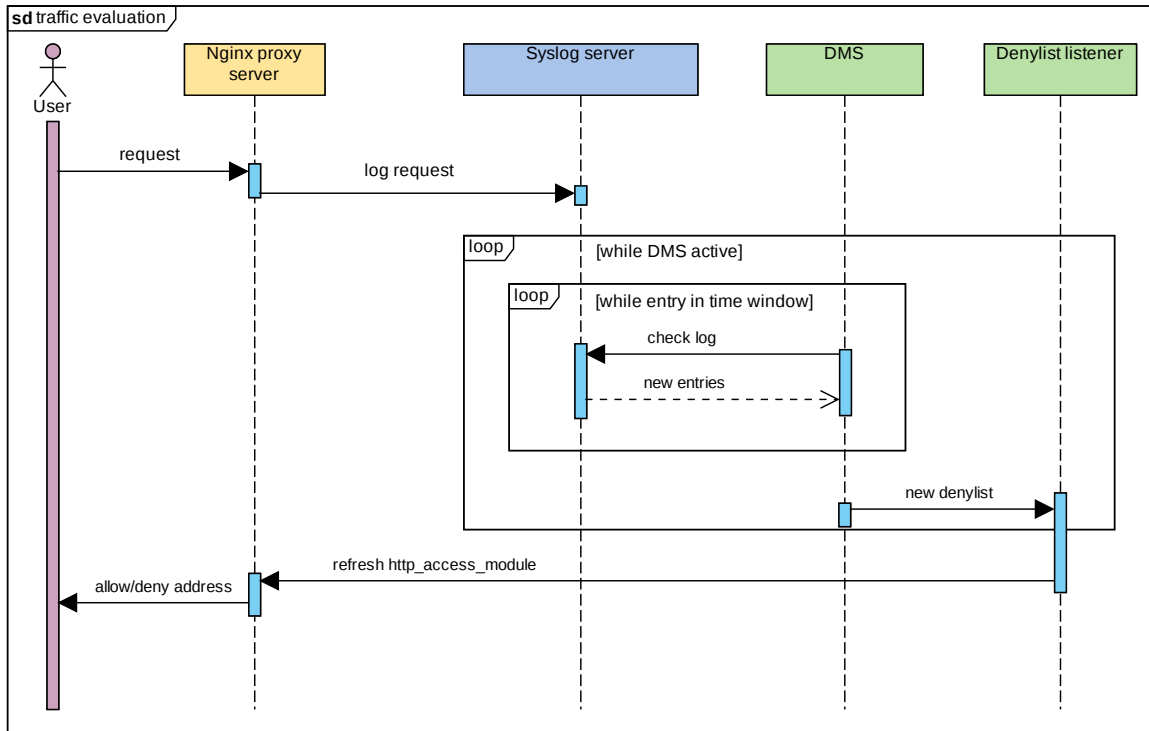 sd traffic evaluation
User
Nginx proxy
server
Syslog server
DMS
Denylist listener
request
log request
loop
[while DMS active]
loop
[while entry in time window]
check log
new entries
new denylist
refresh http_access_module
allow/deny address